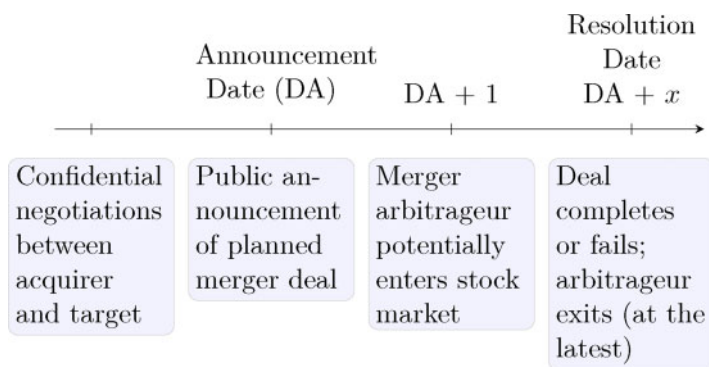 Announcement
Date (DA)
DA + 1
Resolution
Date
DA + x
Confidential
negotiations
between
acquirer
and target
Public an-
nouncement
of planned
merger deal
Merger
arbitrageur
potentially
enters stock
market
Deal
completes
or fails;
arbitrageur
exits (at the
latest)